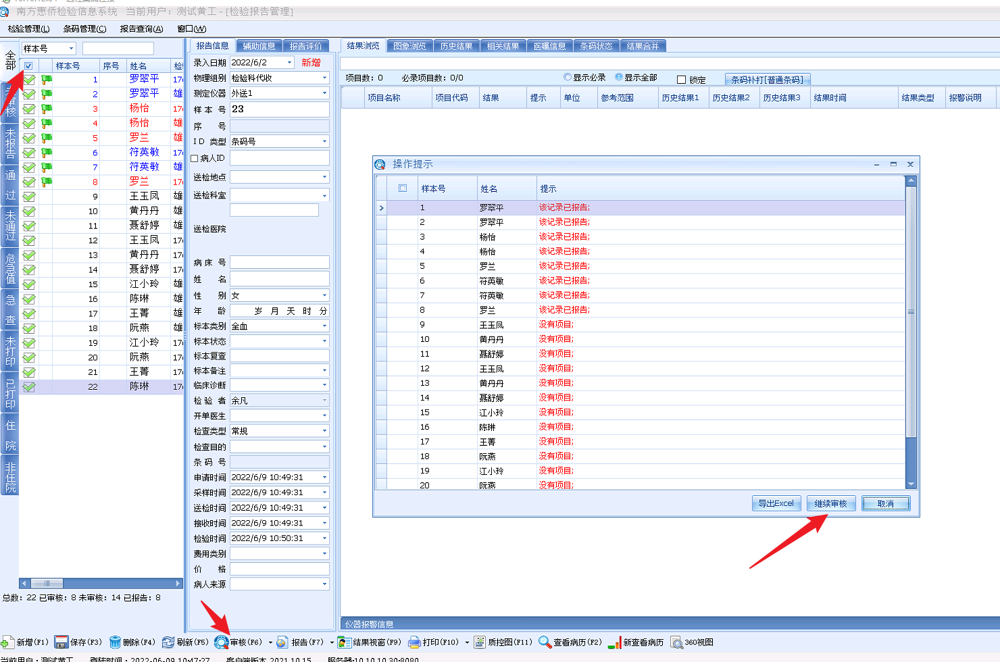 南方惠侨检验信息系统 当前用户：测试黄工 - [检验报告管理]
检验管理(L) 条码管理(C) 报告查询(A) 窗口(W)
全部
未审核
未报告
通过
未通过
危急值
急查
未打印
已打印
住院
非住院
样本号
样本号 序号 姓名 检
1 罗翠平 17
2 罗翠平 雄
3 杨怡 17
4 杨怡 雄
5 罗兰 雄
6 符英敏 17
7 符英敏 雄
8 罗兰 17
9 王玉凤 雄
10 黄丹丹 雄
11 聂舒婷 雄
12 王玉凤 17
13 黄丹丹 17
14 聂舒婷 17
15 江小玲 雄
16 陈琳 雄
17 王菁 雄
18 阮燕 雄
19 江小玲 17
20 阮燕 17
21 王菁 17
22 陈琳 17
总数：22 已审核：8 未审核：14 已报告：8
报告信息 辅助信息 报告评价
录入日期 2022/6/2 新增
物理组别 检验科代收
测定仪器 外送1
样本号 23
序号
ID 类型 条码号
病人ID
送检地点
送检科室
送检医院
病床号
姓名
性别 女
年龄 岁 月 天 时 分
标本类别 全血
标本状态
标本复查
标本备注
临床诊断
检验者 余凡
开单医生
检查类型 常规
检查目的
条码号
申请时间 2022/6/9 10:49:31
采样时间 2022/6/9 10:49:31
送检时间 2022/6/9 10:49:31
接收时间 2022/6/9 10:49:31
检验时间 2022/6/9 10:50:31
费用类别
价格
病人来源
结果浏览 图象浏览 历史结果 相关结果 医嘱信息 条码状态 结果合并
项目数：0 必录项目数：0/0 显示必录 显示全部 锁定 条码补打[普通条码]
项目名称 项目代码 结果 提示 单位 参考范围 历史结果1 历史结果2 历史结果3 结果时间 结果类型 报警说明
操作提示
样本号 姓名 提示
1 罗翠平 该记录已报告;
2 罗翠平 该记录已报告;
3 杨怡 该记录已报告;
4 杨怡 该记录已报告;
5 罗兰 该记录已报告;
6 符英敏 该记录已报告;
7 符英敏 该记录已报告;
8 罗兰 该记录已报告;
9 王玉凤 没有项目;
10 黄丹丹 没有项目;
11 聂舒婷 没有项目;
12 王玉凤 没有项目;
13 黄丹丹 没有项目;
14 聂舒婷 没有项目;
15 江小玲 没有项目;
16 陈琳 没有项目;
17 王菁 没有项目;
18 阮燕 没有项目;
19 江小玲 没有项目;
20 阮燕 没有项目;
导出Excel 继续审核 取消
仪器报警信息
新增(F1) 保存(F3) 删除(F4) 刷新(F5) 审核(F6) 报告(F7) 结果视窗(F9) 打印(F10) 质控图(F11) 查看病历(F2) 新查看病历 360视图
当前用户：测试黄工 登陆时间：2022-06-09 10:47:27 客户端版本 2021.10.15 服务器:10.10.10.30:8080